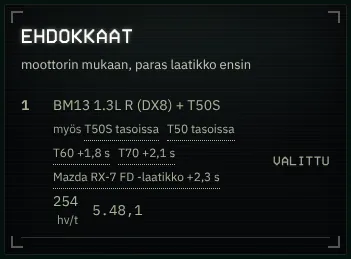 EHDOKKAAT
moottorin mukaan, paras laatikko ensin
1 BM13 1.3L R (DX8) + T50S
myös T50S tasoissa T50 tasoissa
T60 +1,8 s T70 +2,1 s
VALITTU
Mazda RX-7 FD -laatikko +2,3 s
254 5.48,1
hv/t